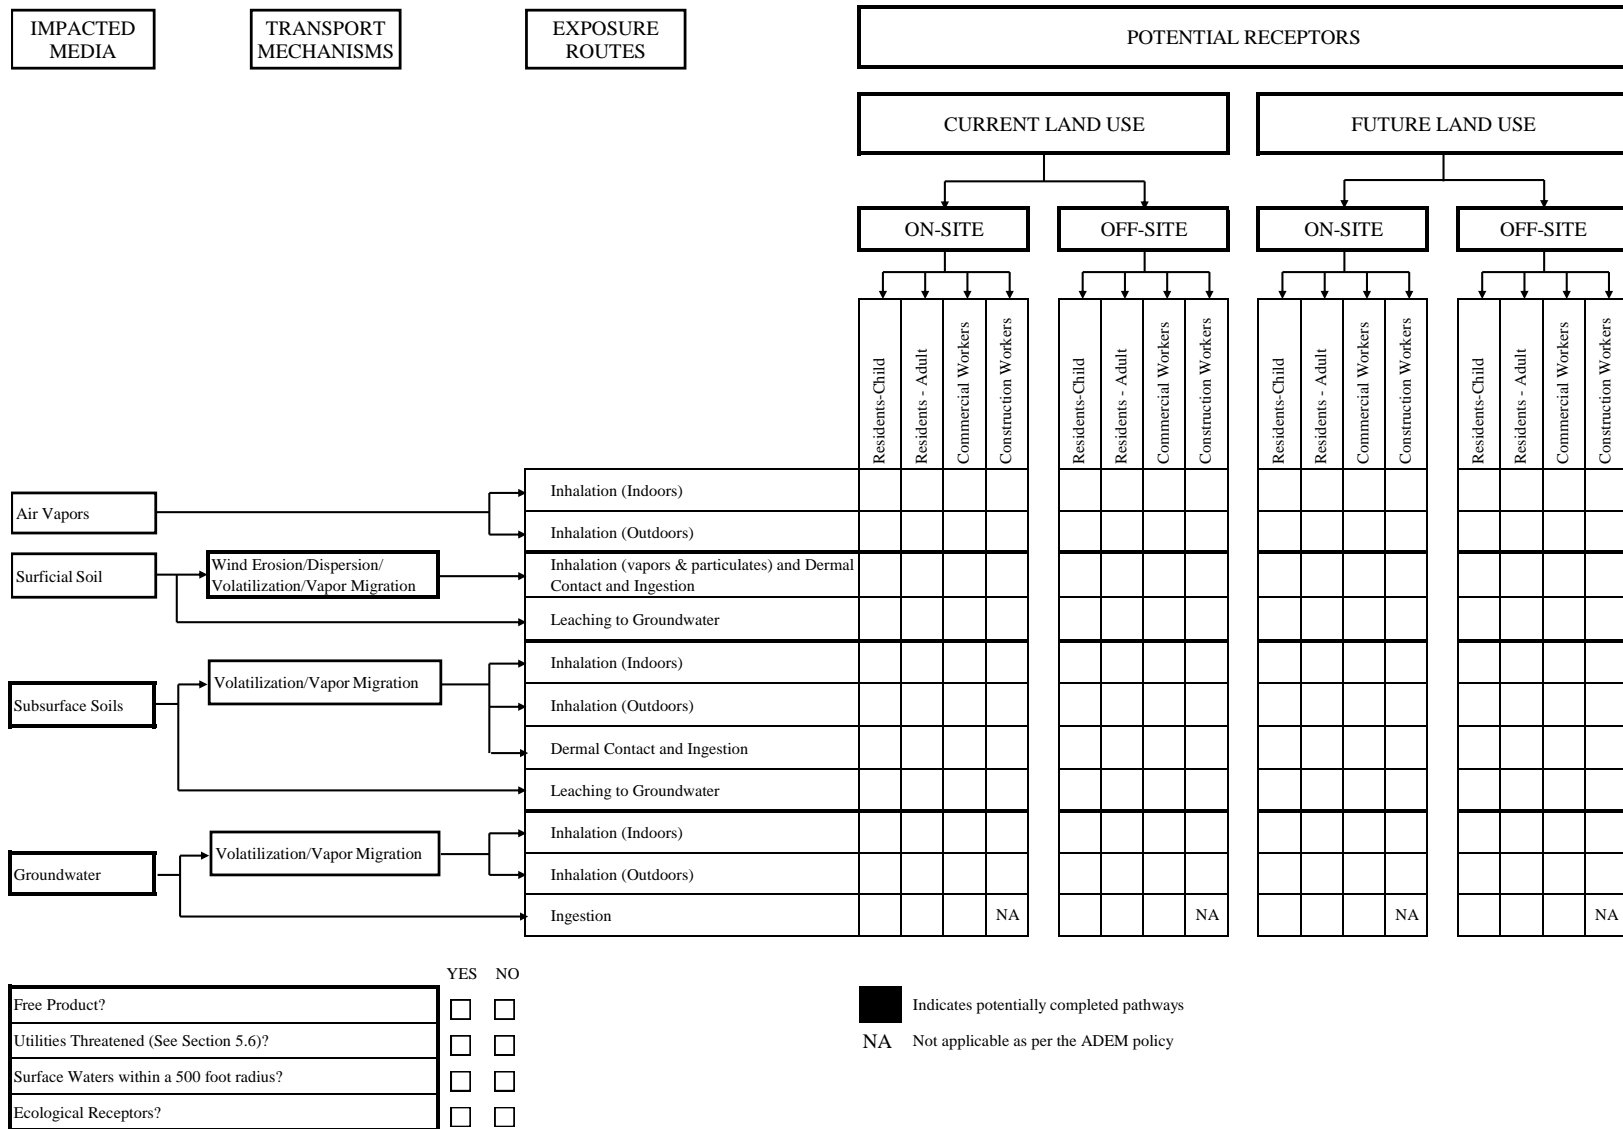 IMPACTED
MEDIA
TRANSPORT
MECHANISMS
EXPOSURE
ROUTES
POTENTIAL RECEPTORS
CURRENT LAND USE
FUTURE LAND USE
ON-SITE
OFF-SITE
ON-SITE
OFF-SITE
Residents-Child
Residents - Adult
Commercial Workers
Construction Workers
Residents-Child
Residents - Adult
Commercial Workers
Construction Workers
Residents-Child
Residents - Adult
Commercial Workers
Construction Workers
Residents-Child
Residents - Adult
Commercial Workers
Construction Workers
Air Vapors
Inhalation (Indoors)
Inhalation (Outdoors)
Surficial Soil
Wind Erosion/Dispersion/
Volatilization/Vapor Migration
Inhalation (vapors & particulates) and Dermal
Contact and Ingestion
Leaching to Groundwater
Subsurface Soils
Volatilization/Vapor Migration
Inhalation (Indoors)
Inhalation (Outdoors)
Dermal Contact and Ingestion
Leaching to Groundwater
Groundwater
Volatilization/Vapor Migration
Inhalation (Indoors)
Inhalation (Outdoors)
Ingestion
NA
NA
NA
NA
YES NO
Free Product?
Utilities Threatened (See Section 5.6)?
Surface Waters within a 500 foot radius?
Ecological Receptors?
Indicates potentially completed pathways
NA Not applicable as per the ADEM policy